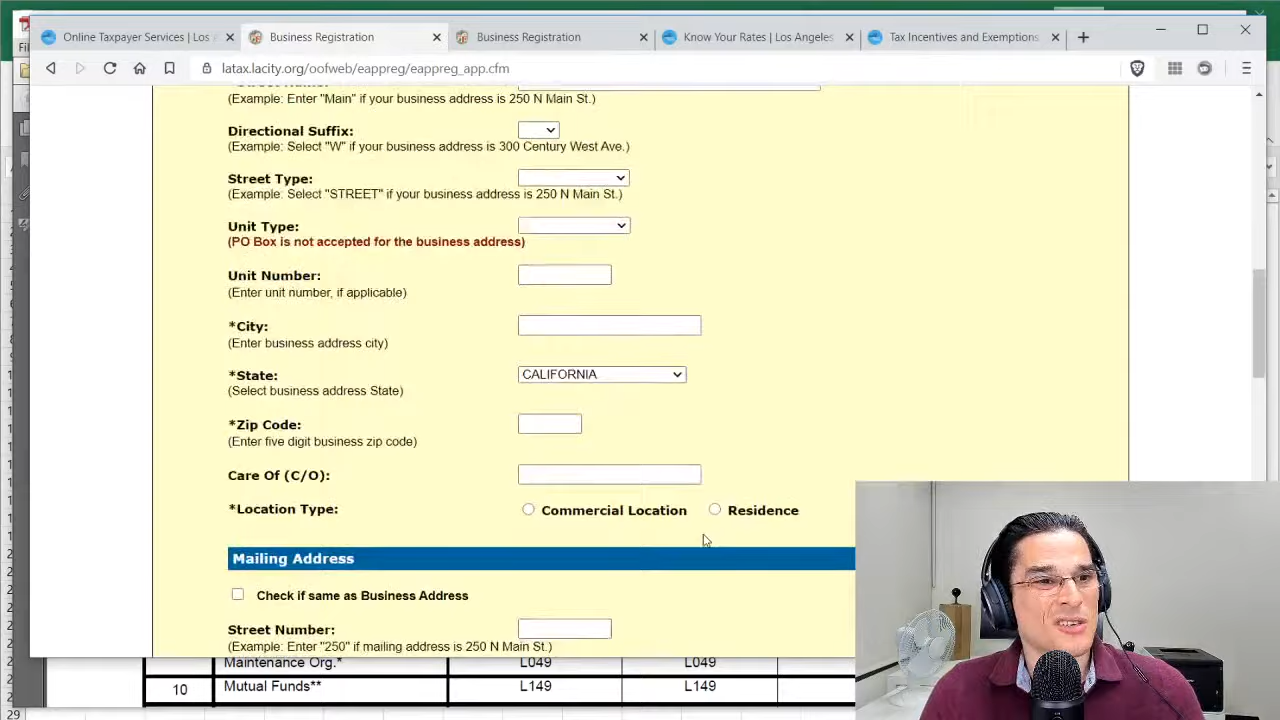 Online Taxpayer Services | Los
Business Registration
Business Registration
Know Your Rates | Los Angeles
Tax Incentives and Exemptions
latax.lacity.org/oofweb/eappreg/eappreg_app.cfm
(Example: Enter "Main" if your business address is 250 N Main St.)
Directional Suffix:
(Example: Select "W" if your business address is 300 Century West Ave.)
Street Type:
(Example: Select "STREET" if your business address is 250 N Main St.)
Unit Type:
(PO Box is not accepted for the business address)
Unit Number:
(Enter unit number, if applicable)
*City:
(Enter business address city)
*State: CALIFORNIA
(Select business address State)
*Zip Code:
(Enter five digit business zip code)
Care Of (C/O):
*Location Type: Commercial Location Residence
Mailing Address
Check if same as Business Address
Street Number:
(Example: Enter "250" if mailing address is 250 N Main St.)
Maintenance Org.* L049 L049
10 Mutual Funds** L149 L149
29